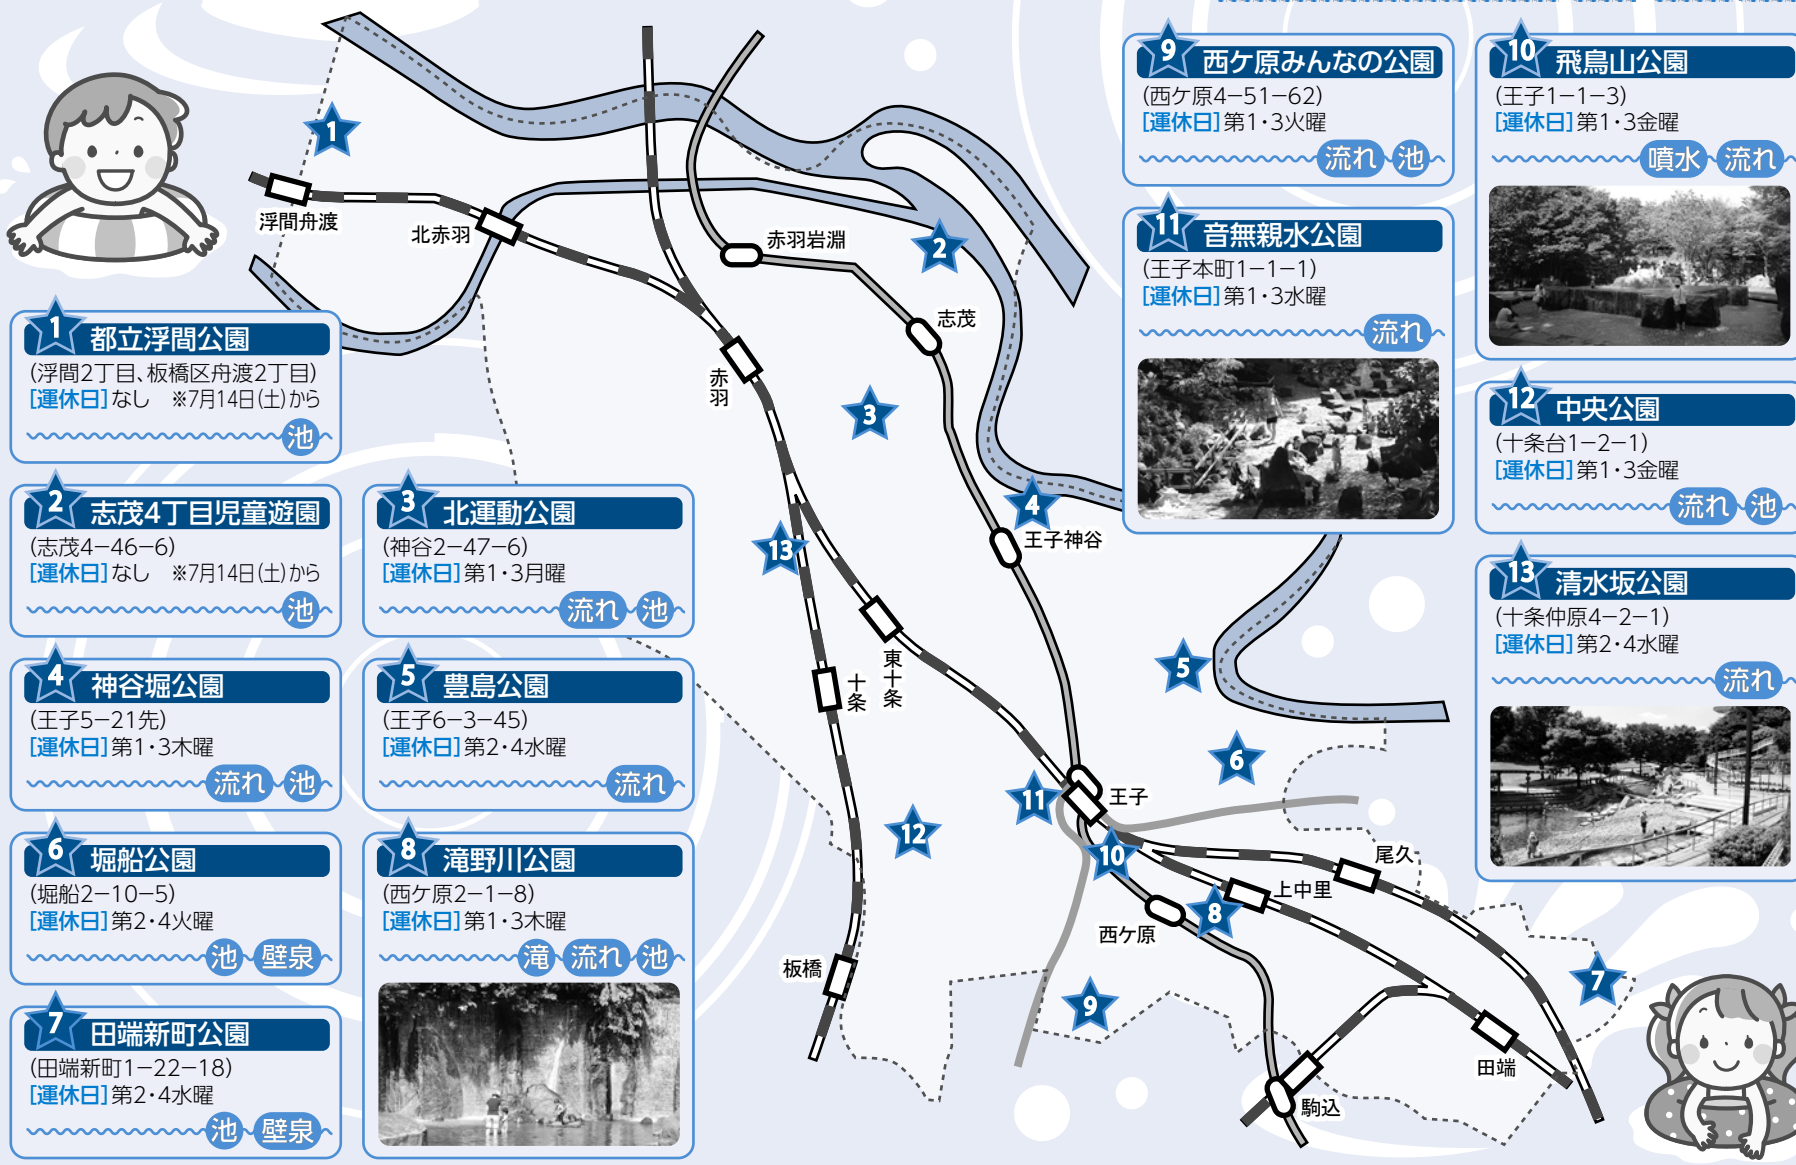 1
都立浮間公園
(浮間2丁目、板橋区舟渡2丁目)
[運休日]なし ※7月14日(土)から
池
2
志茂4丁目児童遊園
(志茂4−46−6)
[運休日]なし ※7月14日(土)から
池
3
北運動公園
(神谷2−47−6)
[運休日]第1・3月曜
流れ 池
4
神谷堀公園
(王子5−21先)
[運休日]第1・3木曜
流れ 池
5
豊島公園
(王子6−3−45)
[運休日]第2・4水曜
流れ
6
堀船公園
(堀船2−10−5)
[運休日]第2・4火曜
池 壁泉
7
田端新町公園
(田端新町1−22−18)
[運休日]第2・4水曜
池 壁泉
8
滝野川公園
(西ケ原2−1−8)
[運休日]第1・3木曜
滝 流れ 池
9
西ケ原みんなの公園
(西ケ原4−51−62)
[運休日]第1・3火曜
流れ 池
10
飛鳥山公園
(王子1−1−3)
[運休日]第1・3金曜
噴水 流れ
11
音無親水公園
(王子本町1−1−1)
[運休日]第1・3水曜
流れ
12
中央公園
(十条台1−2−1)
[運休日]第1・3金曜
流れ 池
13
清水坂公園
(十条仲原4−2−1)
[運休日]第2・4水曜
流れ
1
浮間舟渡
北赤羽
赤羽岩淵
2
志茂
赤羽
3
4
王子神谷
13
東十条
十条
5
6
11
王子
12
10
尾久
上中里
8
西ケ原
板橋
9
7
田端
駒込